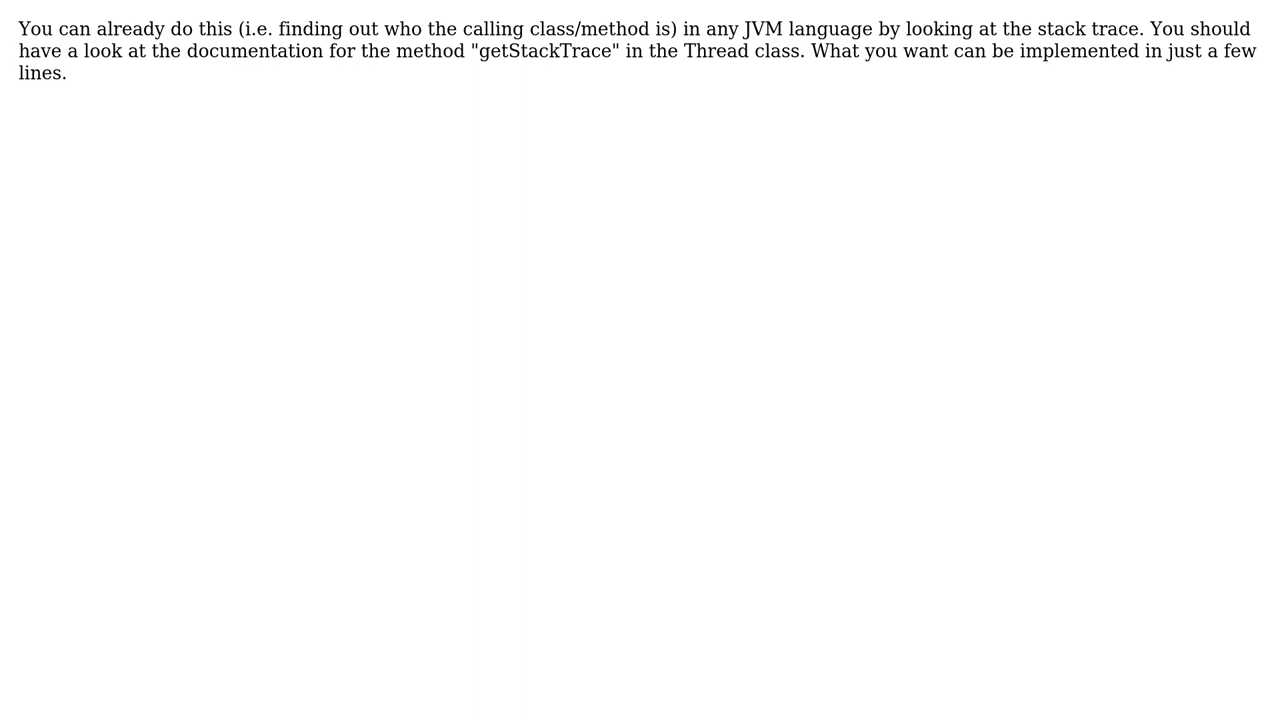 You can already do this (i.e. finding out who the calling class/method is) in any JVM language by looking at the stack trace. You should
have a look at the documentation for the method "getStackTrace" in the Thread class. What you want can be implemented in just a few
lines.